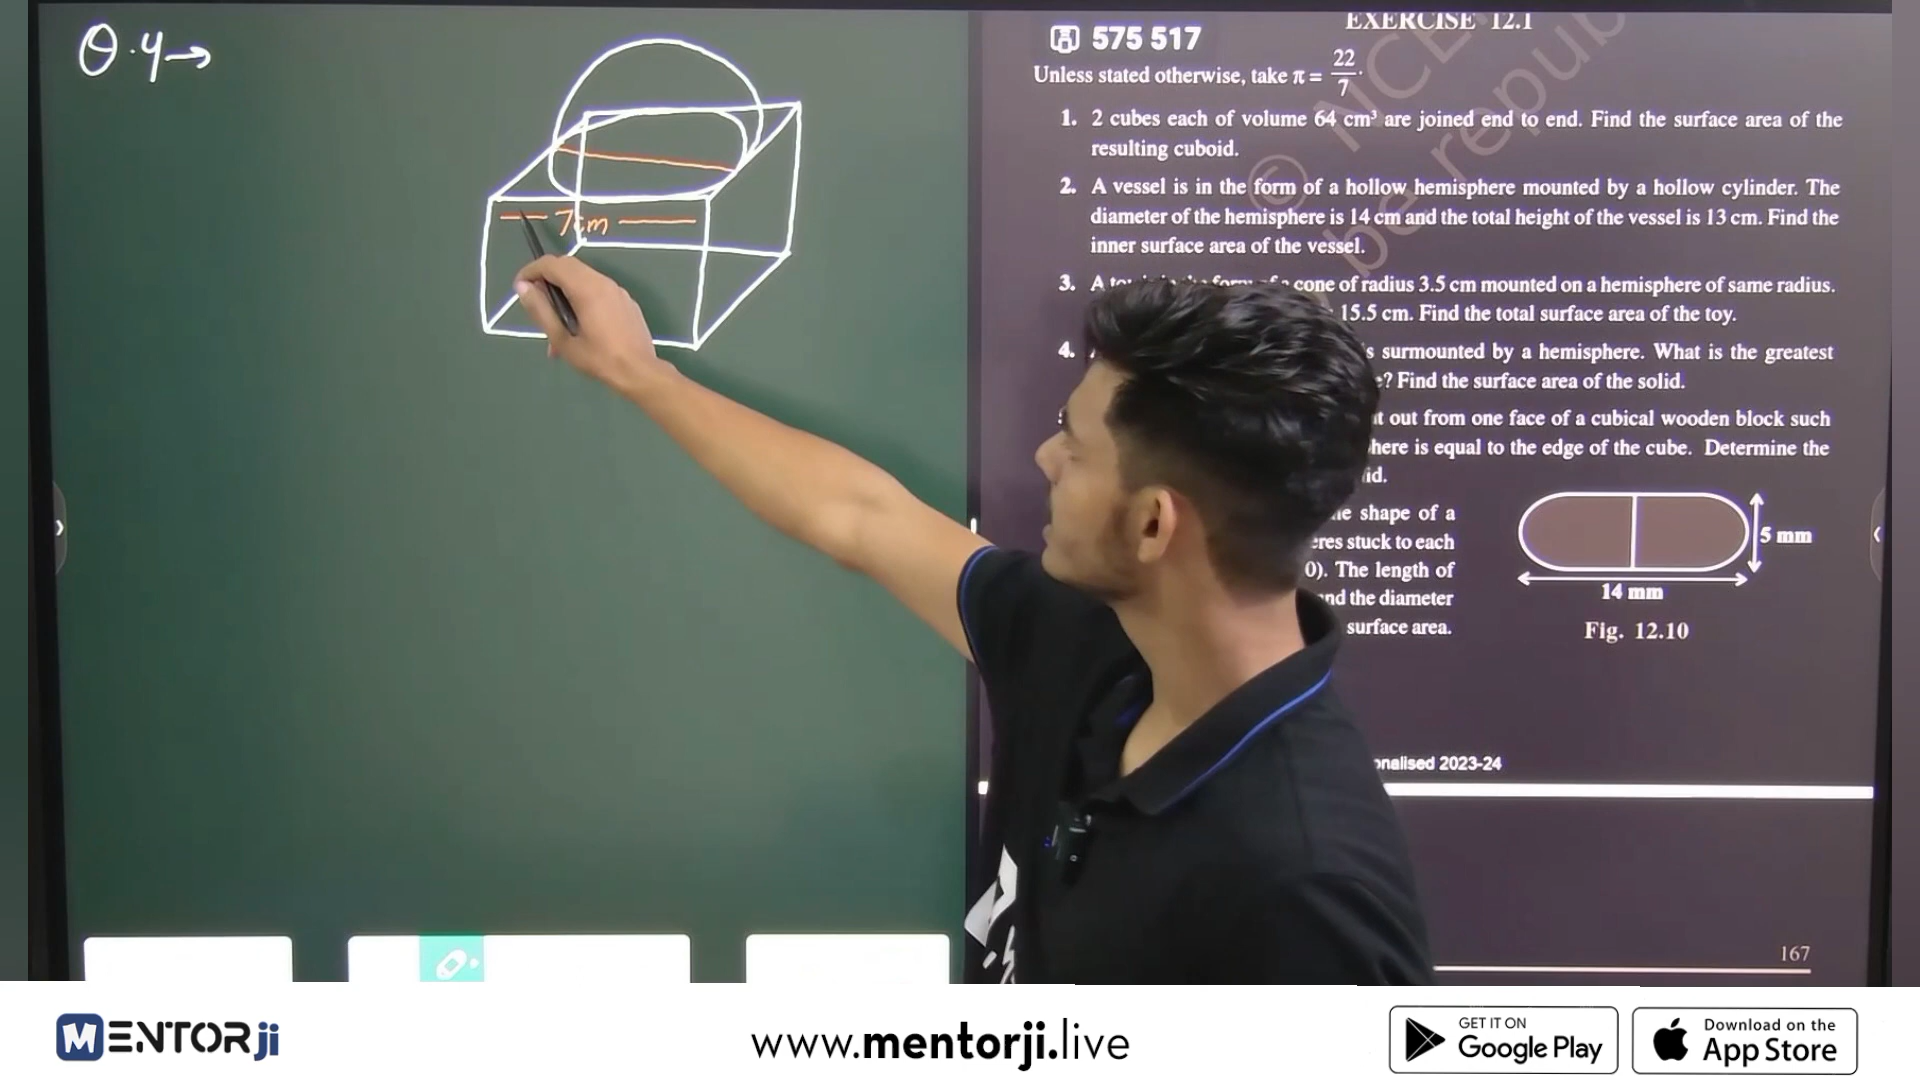 Q.4→
7cm
575 517
EXERCISE 12.1
Unless stated otherwise, take π = 22/7.
1. 2 cubes each of volume 64 cm³ are joined end to end. Find the surface area of the
resulting cuboid.
2. A vessel is in the form of a hollow hemisphere mounted by a hollow cylinder. The
diameter of the hemisphere is 14 cm and the total height of the vessel is 13 cm. Find the
inner surface area of the vessel.
3. A cone of radius 3.5 cm mounted on a hemisphere of same radius.
15.5 cm. Find the total surface area of the toy.
4. surmounted by a hemisphere. What is the greatest
? Find the surface area of the solid.
out from one face of a cubical wooden block such
is equal to the edge of the cube. Determine the
shape of a
stuck to each
0). The length of
the diameter
surface area.
5 mm
14 mm
Fig. 12.10
2023-24
167
© NCE
be repub
MENTORji
www.mentorji.live
GET IT ON
Google Play
Download on the
App Store